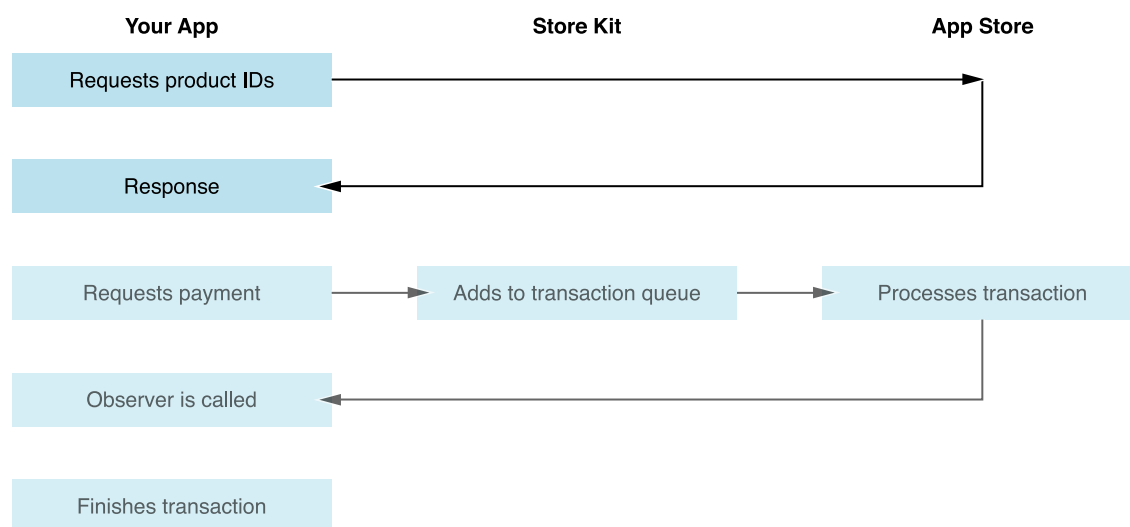 Your App
Store Kit
App Store
Requests product IDs
Response
Requests payment
Adds to transaction queue
Processes transaction
Observer is called
Finishes transaction